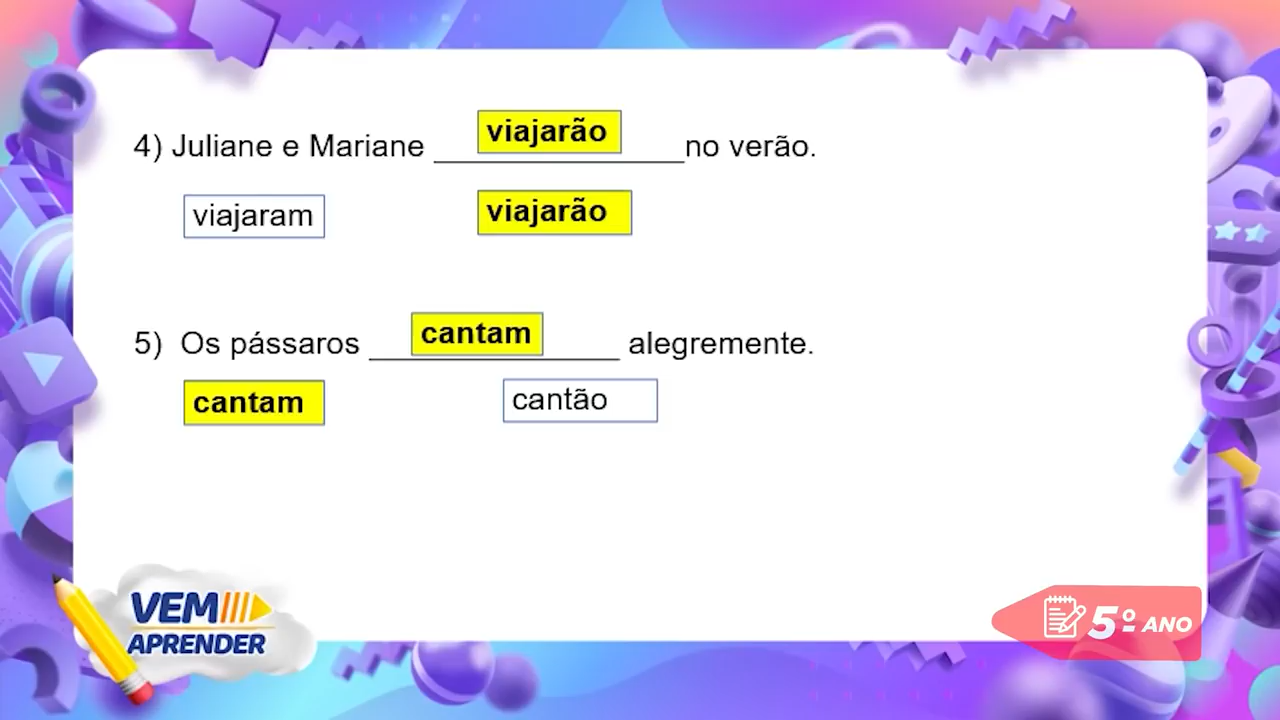 4) Juliane e Mariane viajarão no verão.
viajaram viajarão
5) Os pássaros cantam alegremente.
cantam cantão
VEM
APRENDER
5º ANO